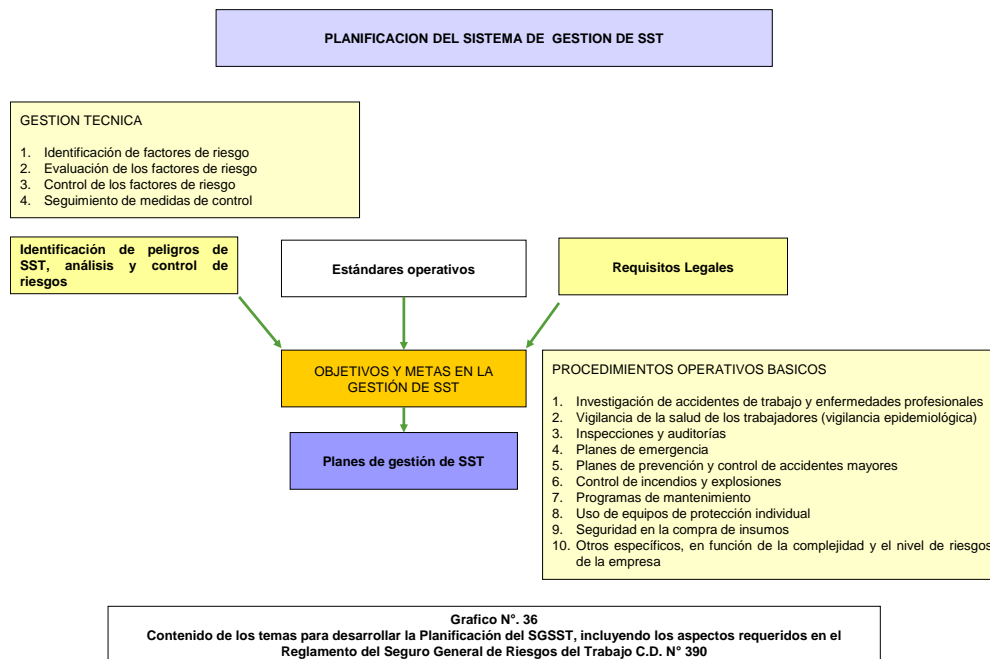 PLANIFICACION DEL SISTEMA DE GESTION DE SST
GESTION TECNICA
1. Identificación de factores de riesgo
2. Evaluación de los factores de riesgo
3. Control de los factores de riesgo
4. Seguimiento de medidas de control
Identificación de peligros de
SST, análisis y control de
riesgos
Estándares operativos
Requisitos Legales
OBJETIVOS Y METAS EN LA
GESTIÓN DE SST
Planes de gestión de SST
PROCEDIMIENTOS OPERATIVOS BASICOS
1. Investigación de accidentes de trabajo y enfermedades profesionales
2. Vigilancia de la salud de los trabajadores (vigilancia epidemiológica)
3. Inspecciones y auditorías
4. Planes de emergencia
5. Planes de prevención y control de accidentes mayores
6. Control de incendios y explosiones
7. Programas de mantenimiento
8. Uso de equipos de protección individual
9. Seguridad en la compra de insumos
10. Otros específicos, en función de la complejidad y el nivel de riesgos
de la empresa
Grafico N°. 36
Contenido de los temas para desarrollar la Planificación del SGSST, incluyendo los aspectos requeridos en el
Reglamento del Seguro General de Riesgos del Trabajo C.D. N° 390